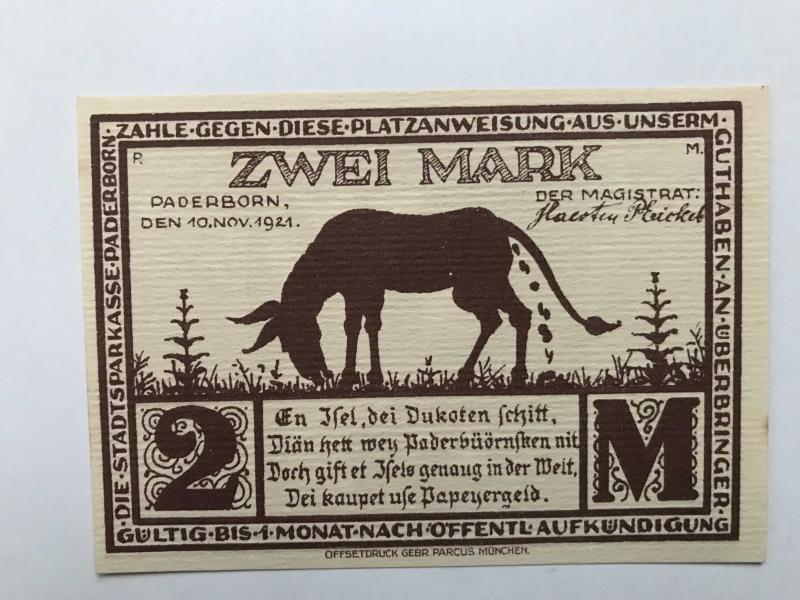 ·ZAHLE·GEGEN·DIESE·PLATZANWEISUNG·AUS·UNSERM·
GUTHABEN·AN·ÜBERBRINGER·
·DIE·STADTSPARKASSE·PADERBORN·
P. M.
ZWEI MARK
PADERBORN,
DEN 10.NOV.1921.
DER MAGISTRAT:
En Isel, dei Dukoten schitt,
Diän hett wey Paderbüörnsken nit
Doch gift et Isels genaug in der Welt,
Dei kaupet use Papeyergeld.
2 M
GÜLTIG·BIS·1·MONAT·NACH·ÖFFENTL·AUFKÜNDIGUNG
OFFSETDRUCK GEBR. PARCUS MÜNCHEN.